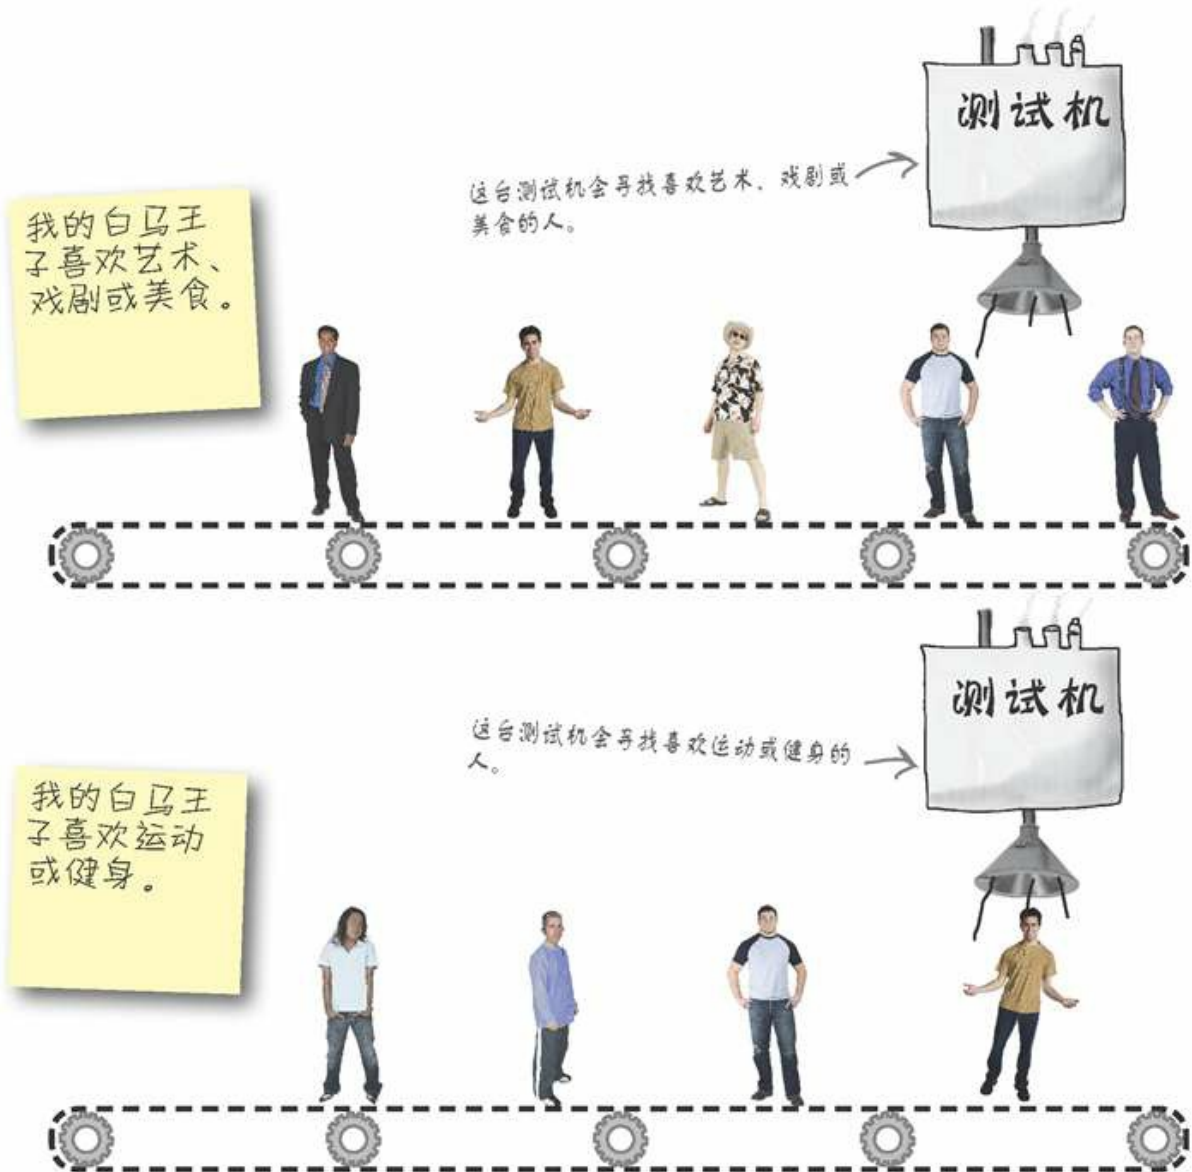 测试机
这台测试机会寻找喜欢艺术、戏剧或
美食的人。
我的白马王
子喜欢艺术、
戏剧或美食。
测试机
这台测试机会寻找喜欢运动或健身的
人。
我的白马王
子喜欢运动
或健身。